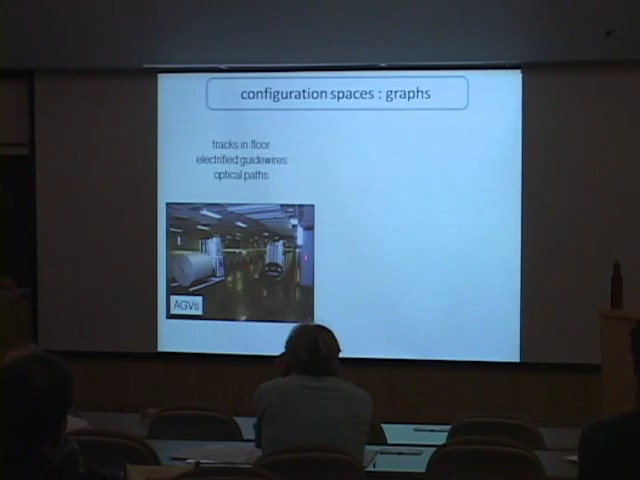 configuration spaces : graphs
tracks in floor
electrified guidewires
optical paths
AGVs